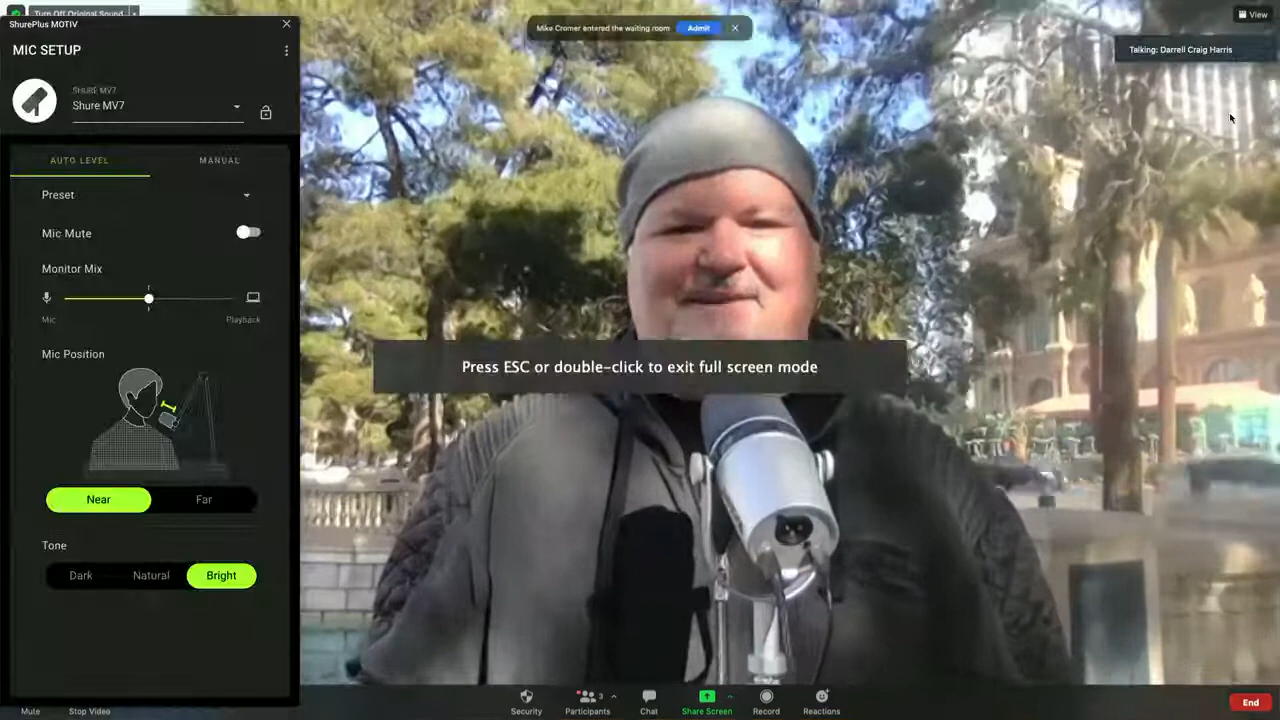 Turn Off Original Sound
ShurePlus MOTIV
MIC SETUP
SHURE MV7
Shure MV7
AUTO LEVEL
MANUAL
Preset
Mic Mute
Monitor Mix
Mic
Playback
Mic Position
Near
Far
Tone
Dark
Natural
Bright
Mike Cromer entered the waiting room
Admit
View
Talking: Darrell Craig Harris
Press ESC or double-click to exit full screen mode
Mute
Stop Video
Security
Participants
3
Chat
Share Screen
Record
Reactions
End